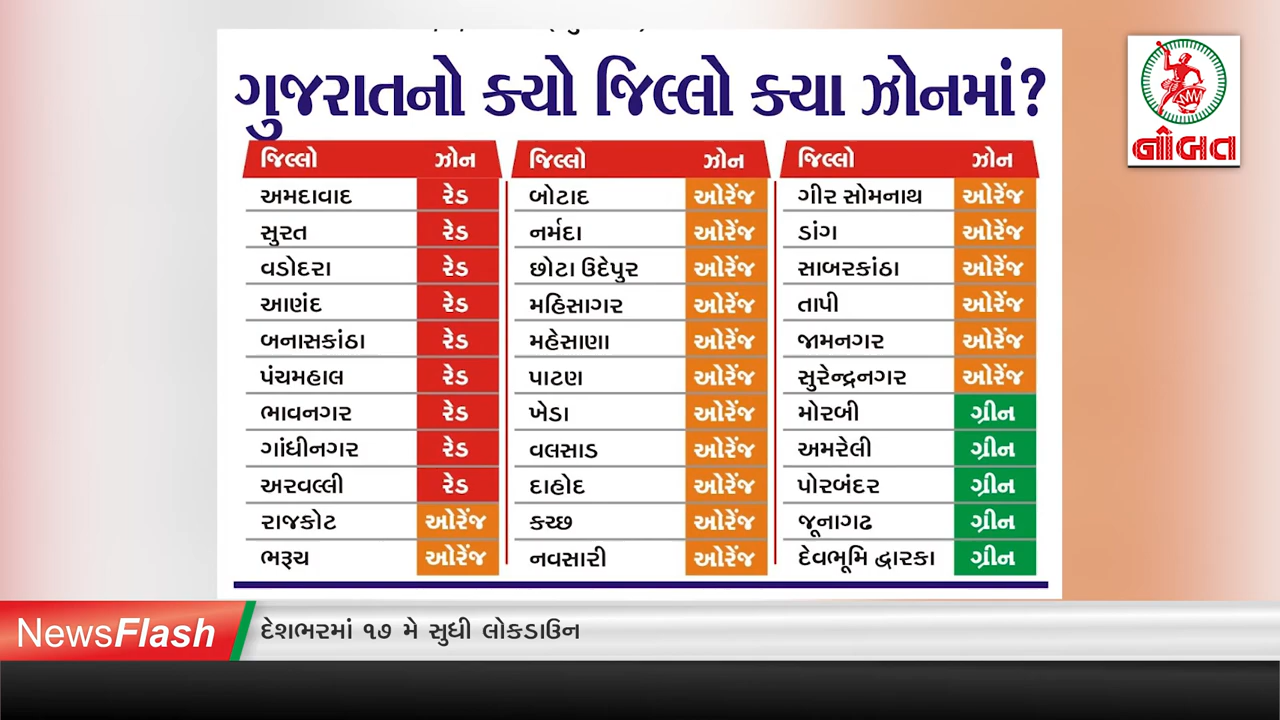 ગુજરાતનો ક્યો જિલ્લો ક્યા ઝોનમાં?
નોબત
જિલ્લો ઝોન જિલ્લો ઝોન જિલ્લો ઝોન
અમદાવાદ રેડ બોટાદ ઓરેંજ ગીર સોમનાથ ઓરેંજ
સુરત રેડ નર્મદા ઓરેંજ ડાંગ ઓરેંજ
વડોદરા રેડ છોટા ઉદેપુર ઓરેંજ સાબરકાંઠા ઓરેંજ
આણંદ રેડ મહિસાગર ઓરેંજ તાપી ઓરેંજ
બનાસકાંઠા રેડ મહેસાણા ઓરેંજ જામનગર ઓરેંજ
પંચમહાલ રેડ પાટણ ઓરેંજ સુરેન્દ્રનગર ઓરેંજ
ભાવનગર રેડ ખેડા ઓરેંજ મોરબી ગ્રીન
ગાંધીનગર રેડ વલસાડ ઓરેંજ અમરેલી ગ્રીન
અરવલ્લી રેડ દાહોદ ઓરેંજ પોરબંદર ગ્રીન
રાજકોટ ઓરેંજ કચ્છ ઓરેંજ જૂનાગઢ ગ્રીન
ભરૂચ ઓરેંજ નવસારી ઓરેંજ દેવભૂમિ દ્વારકા ગ્રીન
NewsFlash દેશભરમાં ૧૭ મે સુધી લોકડાઉન